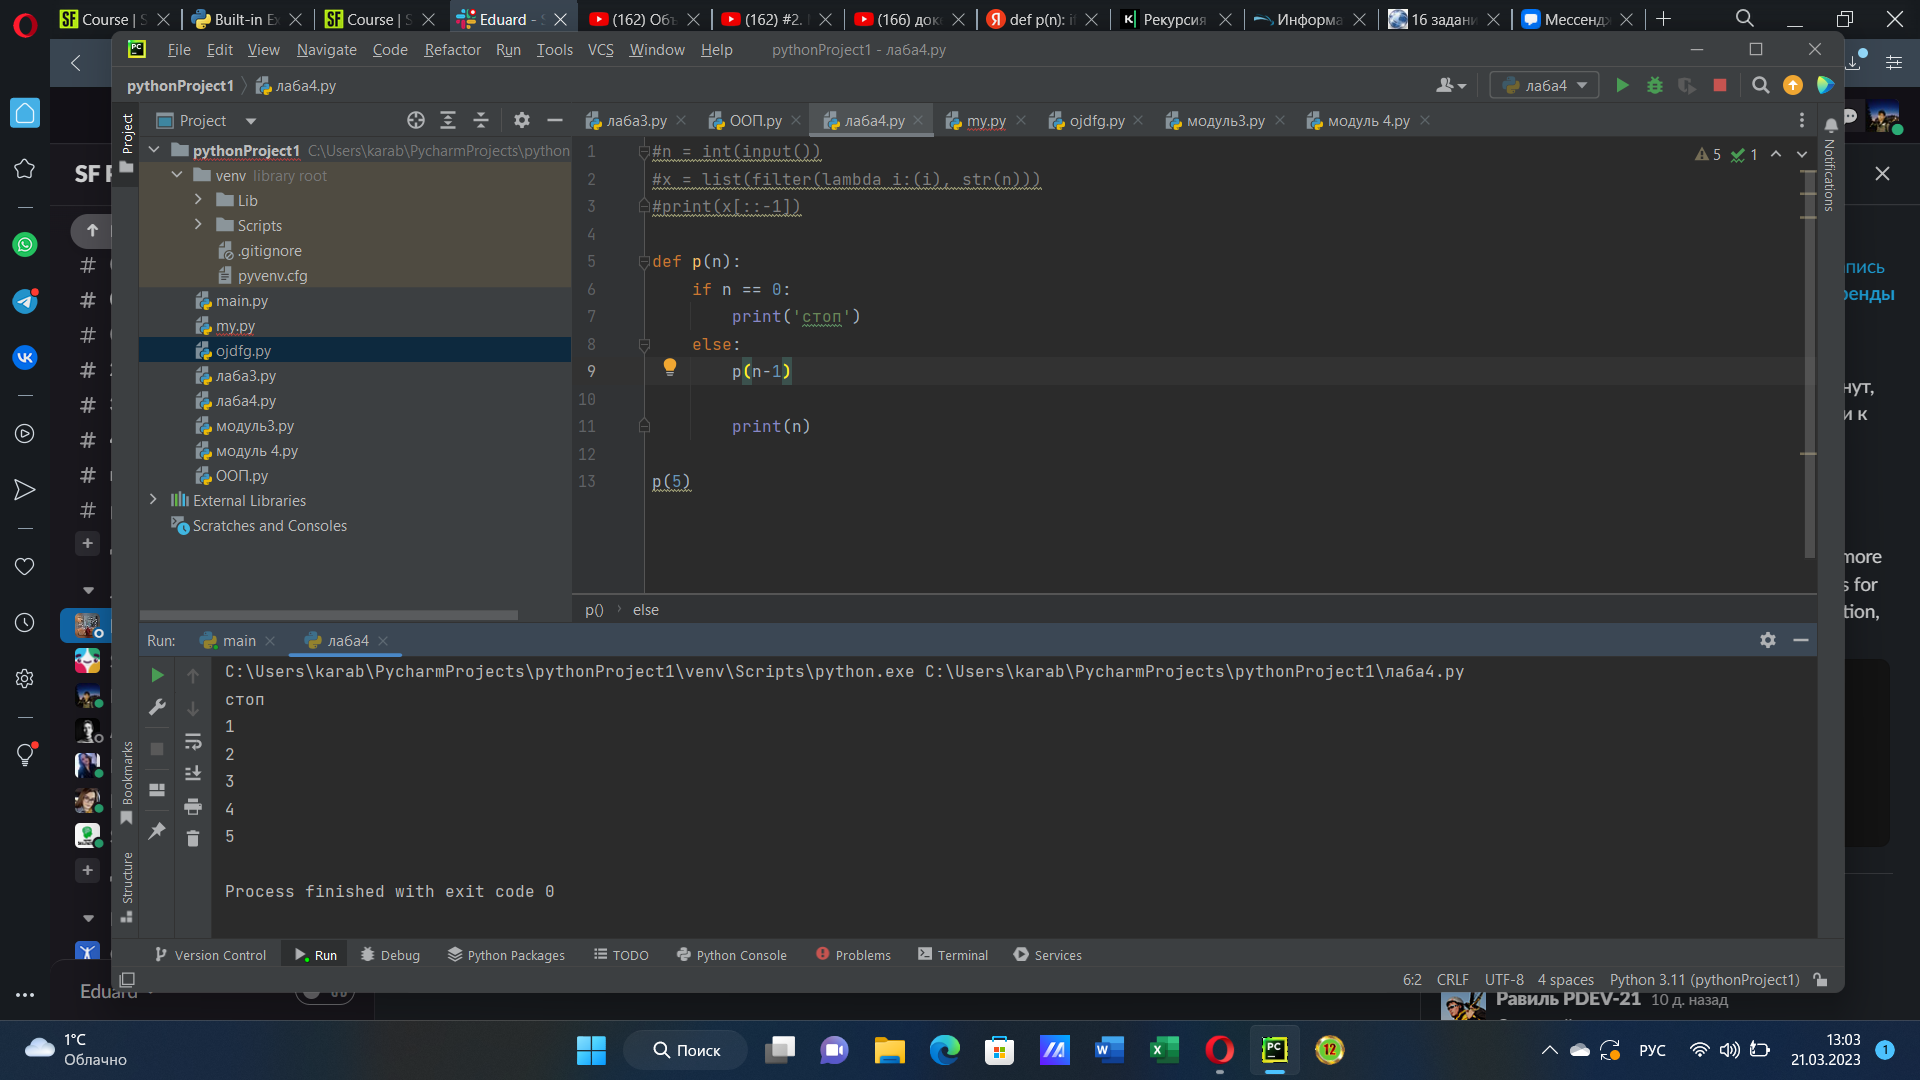 Course | S
Built-in Ex
Course | S
Eduard - S
(162) Объ
(162) #2.
(166) док
def p(n): if
Рекурсия
Информа
16 задани
Мессендж
File Edit View Navigate Code Refactor Run Tools VCS Window Help pythonProject1 - лаба4.py
pythonProject1 лаба4.py
лаба4
Project
лаба3.py ООП.py лаба4.py my.py ojdfg.py модуль3.py модуль 4.py
Project
Notifications
SF
pythonProject1 C:\Users\karab\PycharmProjects\python
venv library root
Lib
Scripts
.gitignore
pyvenv.cfg
main.py
my.py
ojdfg.py
лаба3.py
лаба4.py
модуль3.py
модуль 4.py
ООП.py
External Libraries
Scratches and Consoles
5 1
1 #n = int(input())
2 #x = list(filter(lambda i:(i), str(n)))
3 #print(x[::-1])
4
5 def p(n):
6 if n == 0:
7 print('стоп')
8 else:
9 p(n-1)
10
11 print(n)
12
13 p(5)
пись
ренды
нут,
и к
more
s for
tion,
p() › else
Run: main лаба4
C:\Users\karab\PycharmProjects\pythonProject1\venv\Scripts\python.exe C:\Users\karab\PycharmProjects\pythonProject1\лаба4.py
стоп
1
2
3
4
5
Process finished with exit code 0
Bookmarks
Structure
Version Control Run Debug Python Packages TODO Python Console Problems Terminal Services
6:2 CRLF UTF-8 4 spaces Python 3.11 (pythonProject1)
Eduard
Равиль PDEV-21 10 д. назад
1°C
Облачно
Поиск
РУС
13:03
21.03.2023
1